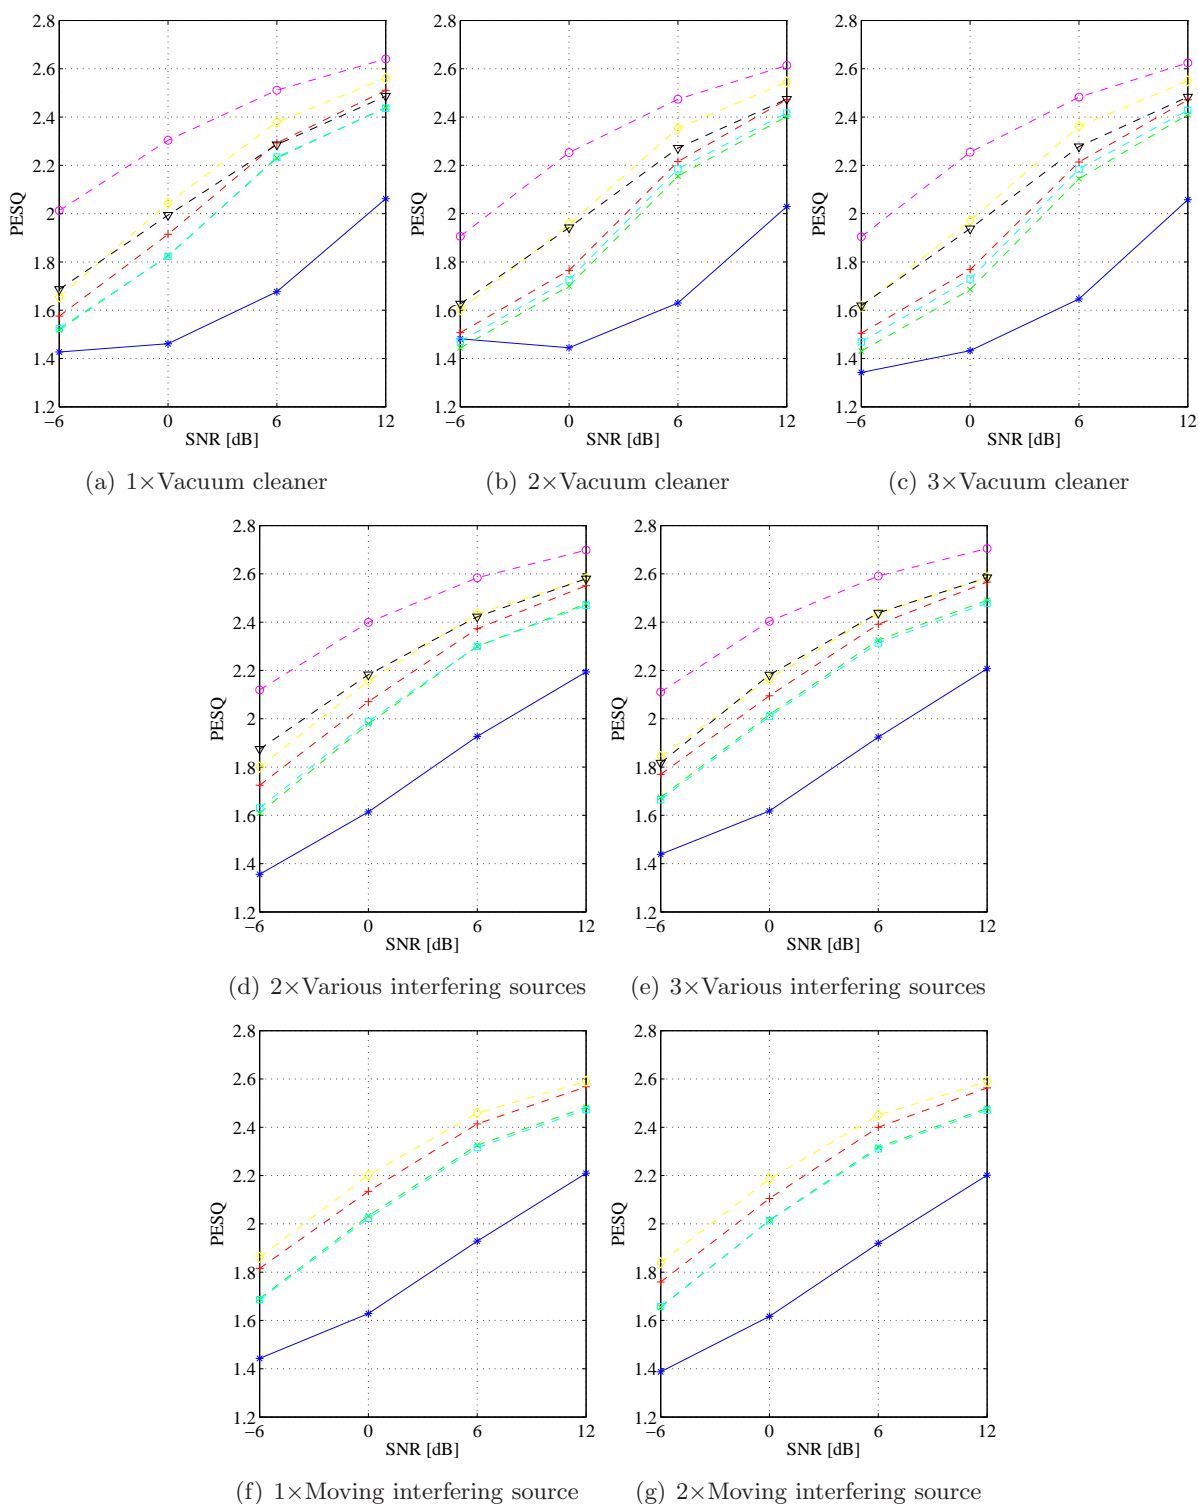 2.8
2.6
2.4
2.2
2
1.8
1.6
1.4
1.2
PESQ
−6 0 6 12
SNR [dB]
(a) 1×Vacuum cleaner
2.8
2.6
2.4
2.2
2
1.8
1.6
1.4
1.2
PESQ
−6 0 6 12
SNR [dB]
(b) 2×Vacuum cleaner
2.8
2.6
2.4
2.2
2
1.8
1.6
1.4
1.2
PESQ
−6 0 6 12
SNR [dB]
(c) 3×Vacuum cleaner
2.8
2.6
2.4
2.2
2
1.8
1.6
1.4
1.2
PESQ
−6 0 6 12
SNR [dB]
(d) 2×Various interfering sources
2.8
2.6
2.4
2.2
2
1.8
1.6
1.4
1.2
PESQ
−6 0 6 12
SNR [dB]
(e) 3×Various interfering sources
2.8
2.6
2.4
2.2
2
1.8
1.6
1.4
1.2
PESQ
−6 0 6 12
SNR [dB]
(f) 1×Moving interfering source
2.8
2.6
2.4
2.2
2
1.8
1.6
1.4
1.2
PESQ
−6 0 6 12
SNR [dB]
(g) 2×Moving interfering source